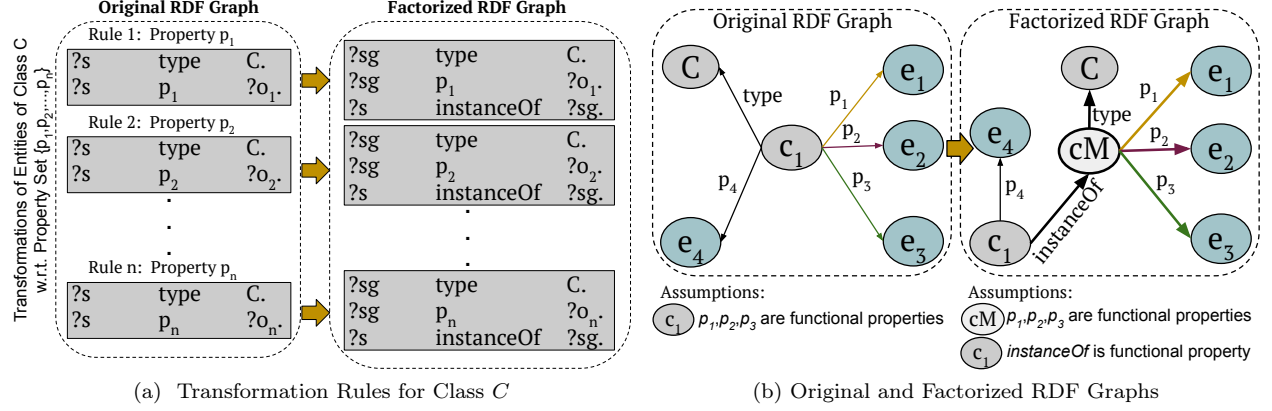 Original RDF Graph
Factorized RDF Graph
Transformations of Entities of Class C
w.r.t. Property Set {p1,p2,...,pn}
Rule 1: Property p1
?s type C.
?s p1 ?o1.
?sg type C.
?sg p1 ?o1.
?s instanceOf ?sg.
Rule 2: Property p2
?s type C.
?s p2 ?o2.
?sg type C.
?sg p2 ?o2.
?s instanceOf ?sg.
Rule n: Property pn
?s type C.
?s pn ?on.
?sg type C.
?sg pn ?on.
?s instanceOf ?sg.
(a) Transformation Rules for Class C
Original RDF Graph
C
type
p1
e1
c1
p2
e2
p4
p3
e4
e3
Assumptions:
c1 p1,p2,p3 are functional properties
Factorized RDF Graph
C
p1
e1
type
e4
cM
p2
e2
p4
p3
instanceOf
c1
e3
Assumptions:
cM p1,p2,p3 are functional properties
c1 instanceOf is functional property
(b) Original and Factorized RDF Graphs